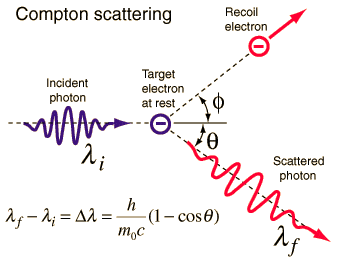 Compton scattering
Recoil
electron
Incident
photon
Target
electron
at rest
ϕ
θ
λi
Scattered
photon
λf − λi = Δλ = h/m₀c (1−cosθ)
λf